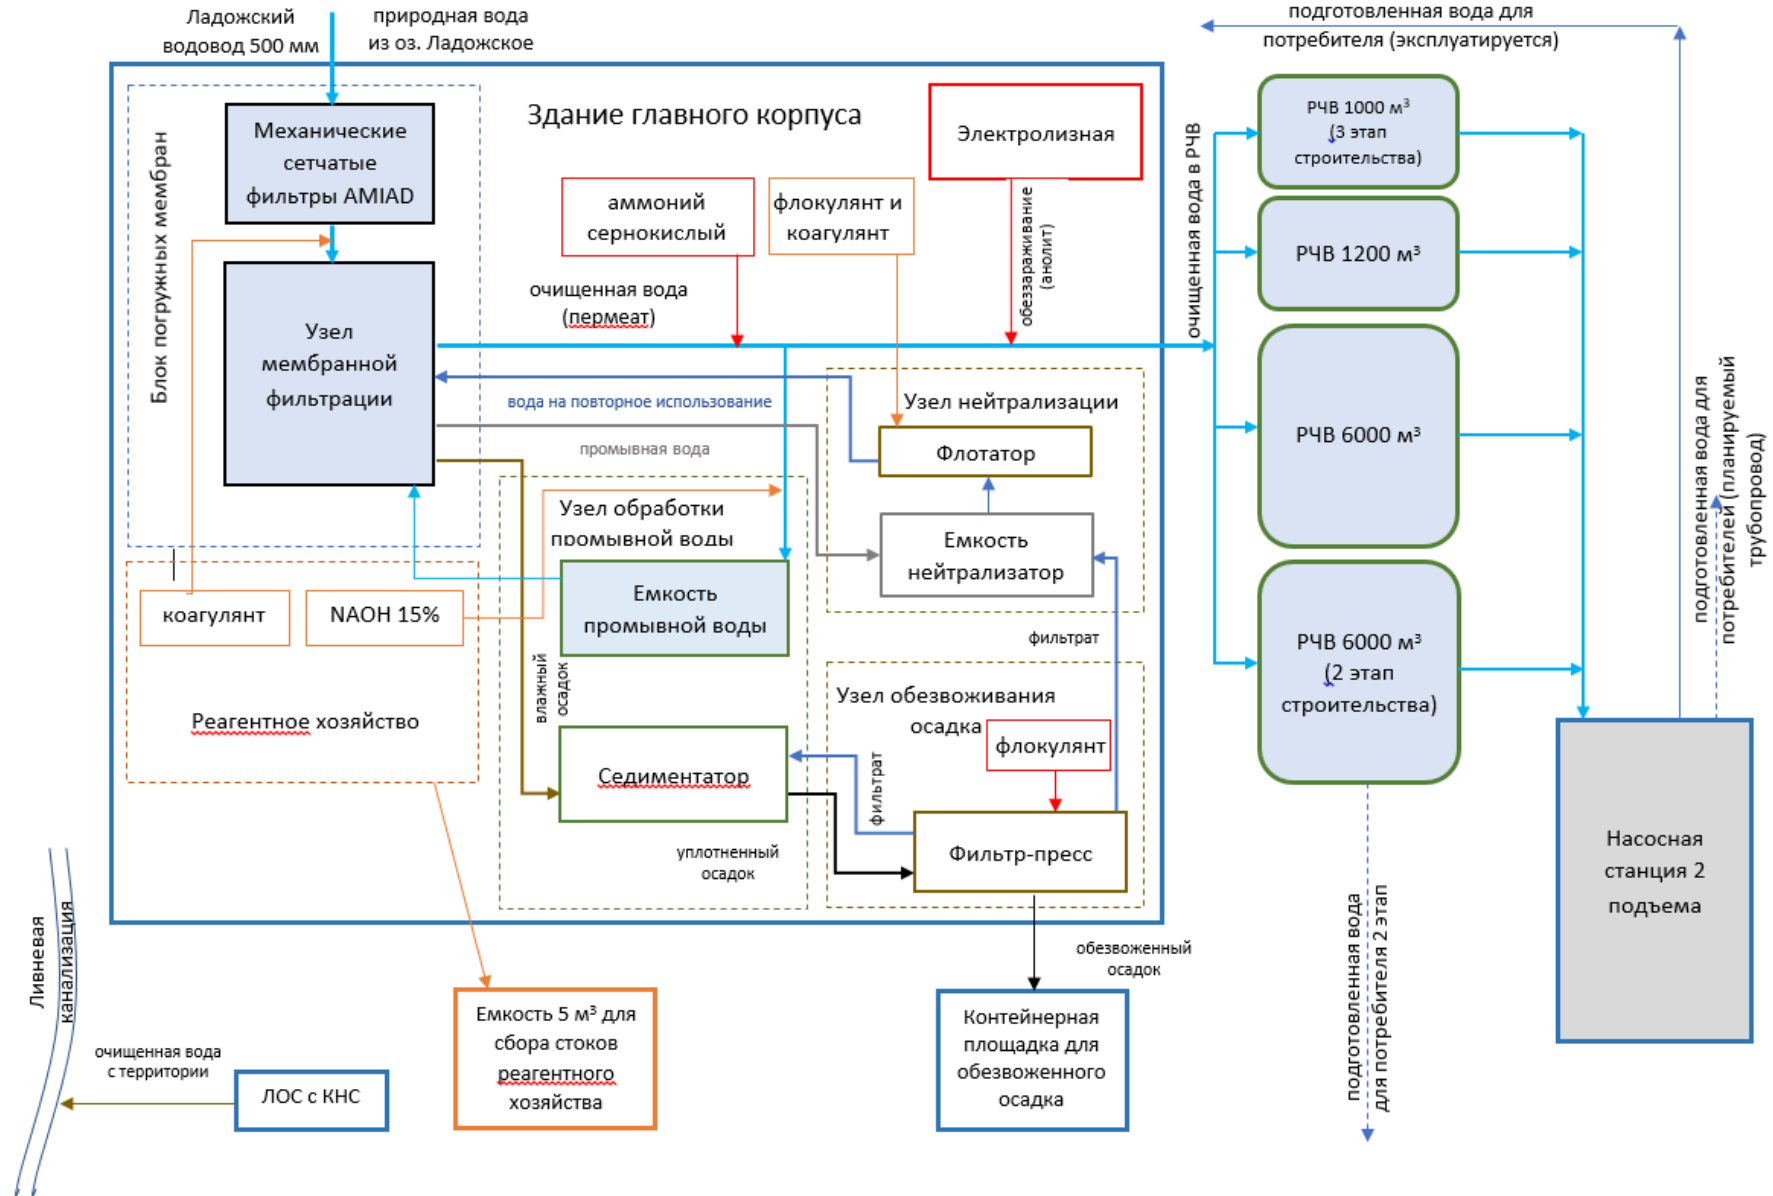 Ладожский
водовод 500 мм
природная вода
из оз. Ладожское
подготовленная вода для
потребителя (эксплуатируется)
Здание главного корпуса
Блок погружных мембран
Механические
сетчатые
фильтры AMIAD
Электролизная
аммоний
сернокислый
флокулянт и
коагулянт
обеззараживание
(анолит)
очищенная вода
(пермеат)
очищенная вода в РЧВ
РЧВ 1000 м³
(3 этап
строительства)
РЧВ 1200 м³
РЧВ 6000 м³
РЧВ 6000 м³
(2 этап
строительства)
Узел
мембранной
фильтрации
вода на повторное использование
промывная вода
Узел нейтрализации
Флотатор
Емкость
нейтрализатор
Узел обработки
промывной воды
Емкость
промывной воды
коагулянт
NAOH 15%
Реагентное хозяйство
влажный
осадок
фильтрат
Узел обезвоживания
осадка
флокулянт
Седиментатор
фильтрат
Фильтр-пресс
уплотненный
осадок
подготовленная вода для
потребителей (планируемый
трубопровод)
Насосная
станция 2
подъема
подготовленная вода
для потребителя 2 этап
обезвоженный
осадок
Ливневая
канализация
очищенная вода
с территории
ЛОС с КНС
Емкость 5 м³ для
сбора стоков
реагентного
хозяйства
Контейнерная
площадка для
обезвоженного
осадка